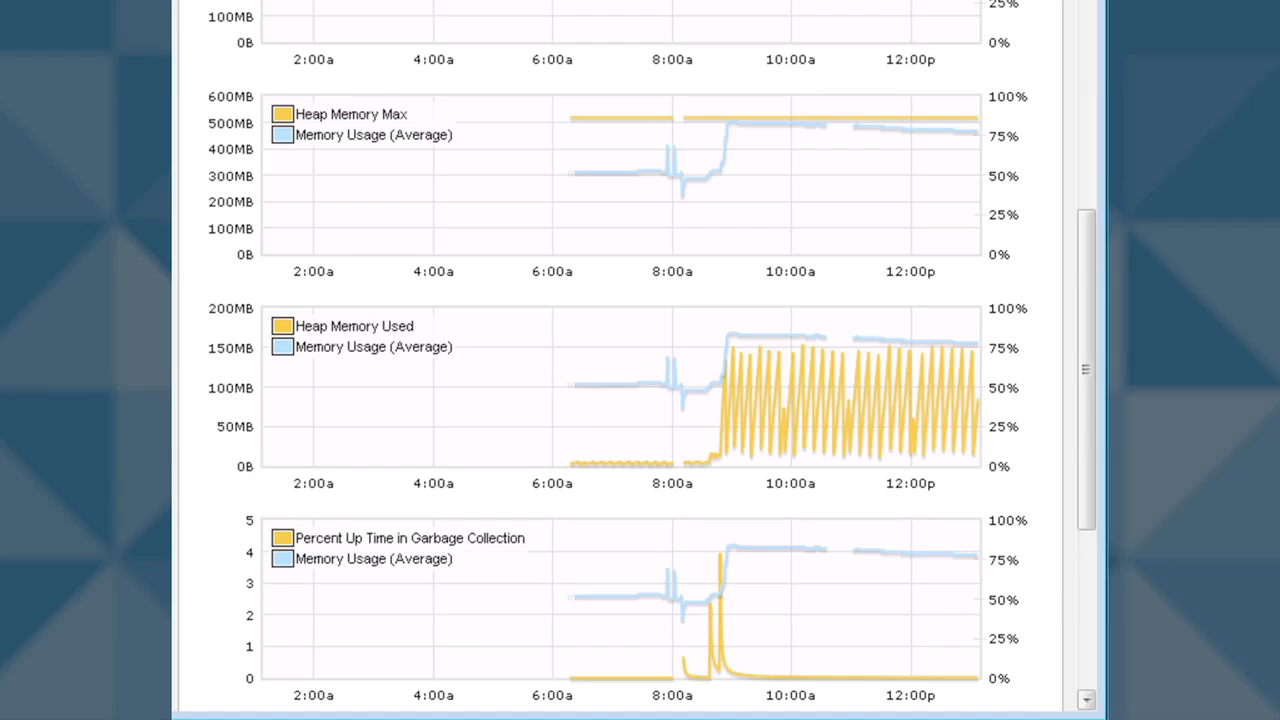 25%
100MB
0B 0%
2:00a 4:00a 6:00a 8:00a 10:00a 12:00p
600MB 100%
Heap Memory Max
500MB
Memory Usage (Average) 75%
400MB
300MB 50%
200MB
25%
100MB
0B 0%
2:00a 4:00a 6:00a 8:00a 10:00a 12:00p
200MB 100%
Heap Memory Used
150MB Memory Usage (Average) 75%
100MB 50%
50MB 25%
0B 0%
2:00a 4:00a 6:00a 8:00a 10:00a 12:00p
5 100%
Percent Up Time in Garbage Collection
4 Memory Usage (Average) 75%
3
50%
2
1 25%
0 0%
2:00a 4:00a 6:00a 8:00a 10:00a 12:00p